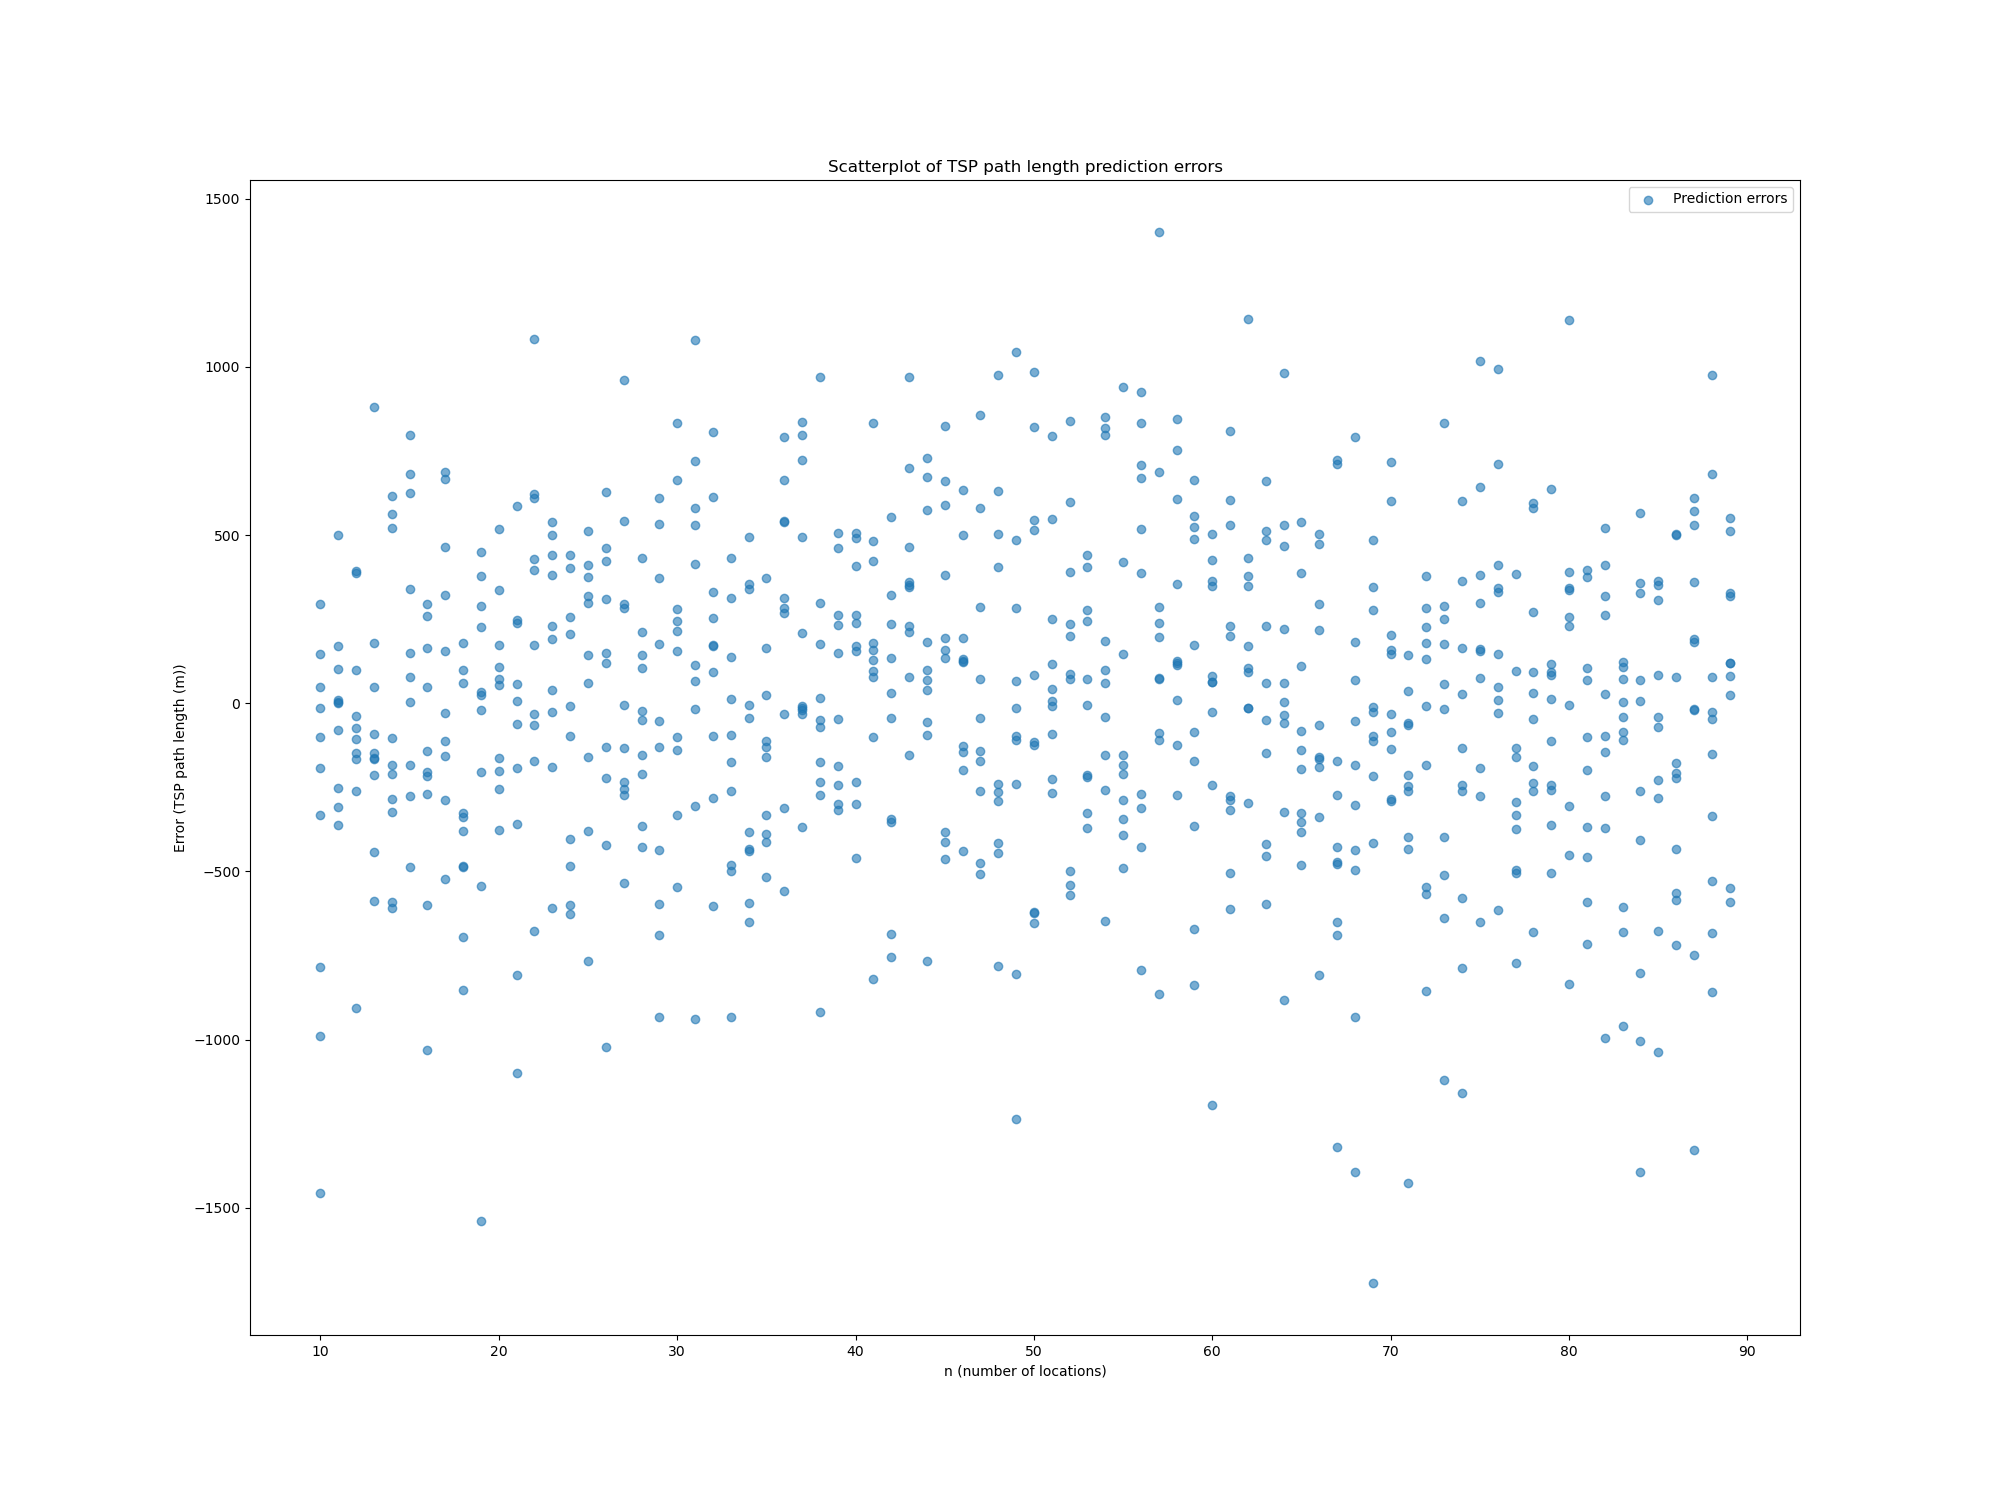 Scatterplot of TSP path length prediction errors
Prediction errors
1500
1000
500
0
−500
−1000
−1500
Error (TSP path length (m))
10 20 30 40 50 60 70 80 90
n (number of locations)